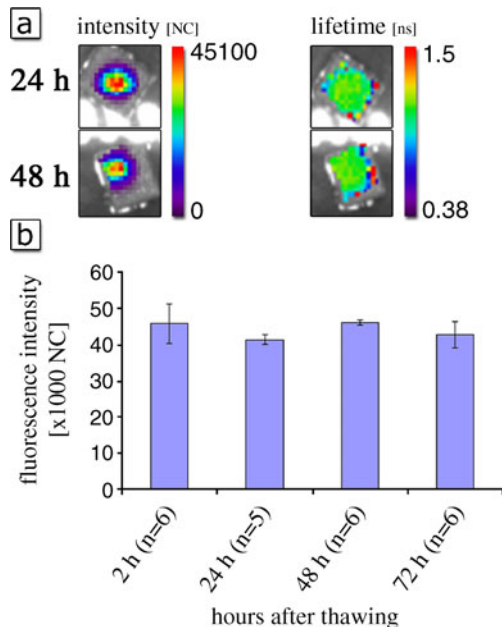 a
intensity [NC]
lifetime [ns]
24 h
45100
1.5
48 h
0
0.38
b
fluorescence intensity
[x1000 NC]
60
50
40
30
20
10
0
2 h (n=6)
24 h (n=5)
48 h (n=6)
72 h (n=6)
hours after thawing